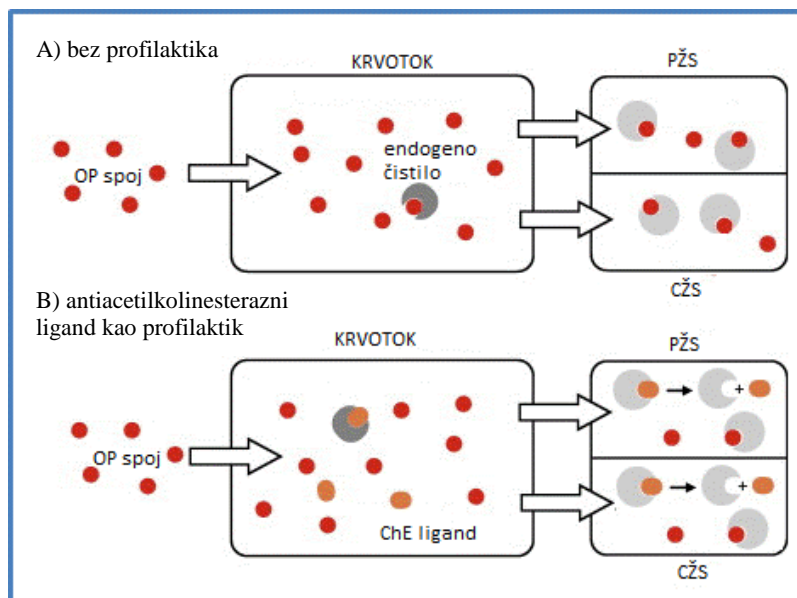 A) bez profilaktika
KRVOTOK
PŽS
OP spoj
endogeno
čistilo
CŽS
B) antiacetilkolinesterazni
ligand kao profilaktik
KRVOTOK
PŽS
+
OP spoj
+
ChE ligand
CŽS